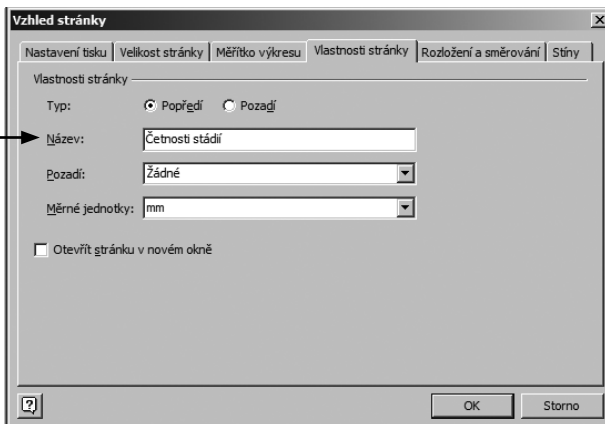 Vzhled stránky
Nastavení tisku Velikost stránky Měřítko výkresu Vlastnosti stránky Rozložení a směrování Stíny
Vlastnosti stránky
Typ: Popředí Pozadí
Název: Četnosti stádií
Pozadí: Žádné
Měrné jednotky: mm
Otevřít stránku v novém okně
OK Storno